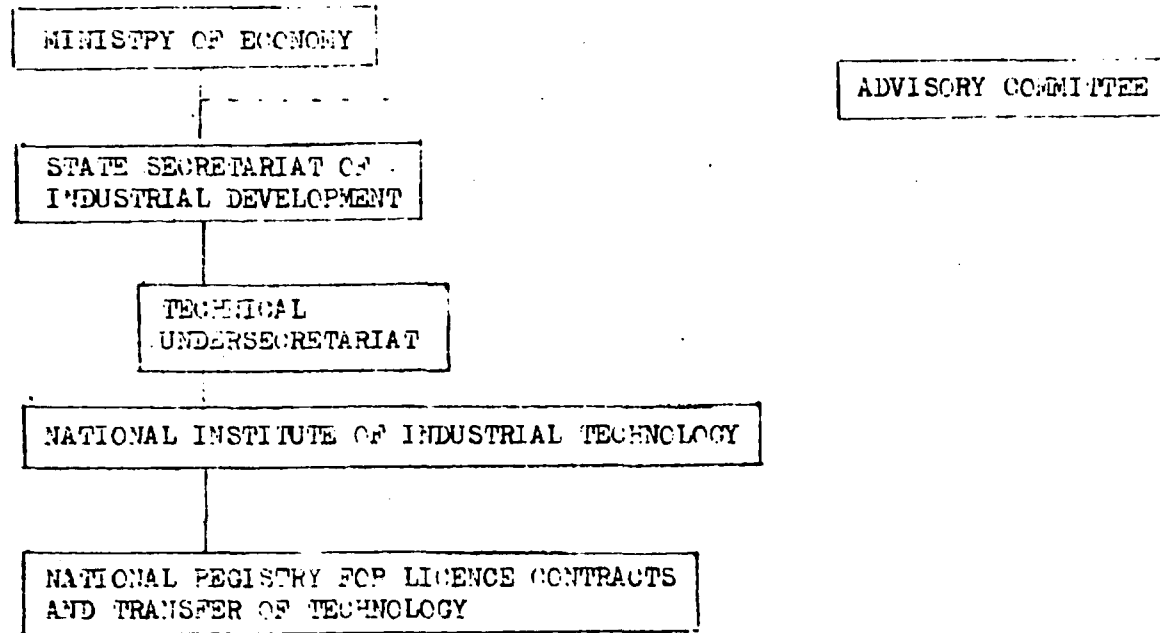 MINISTRY OF ECONOMY
ADVISORY COMMITTEE
STATE SECRETARIAT OF
INDUSTRIAL DEVELOPMENT
TECHNICAL
UNDERSECRETARIAT
NATIONAL INSTITUTE OF INDUSTRIAL TECHNOLOGY
NATIONAL REGISTRY FOR LICENCE CONTRACTS
AND TRANSFER OF TECHNOLOGY